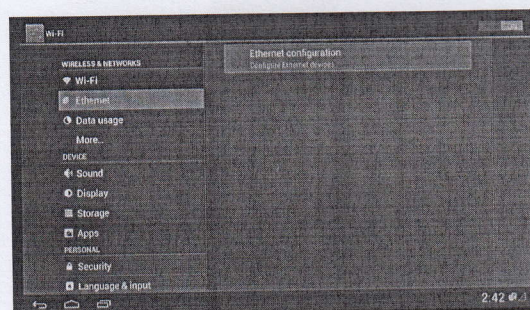 Wi-Fi
WIRELESS & NETWORKS
Wi-Fi
Ethernet
Data usage
More...
DEVICE
Sound
Display
Storage
Apps
PERSONAL
Security
Language & input
Ethernet configuration
Configure Ethernet devices
2:42